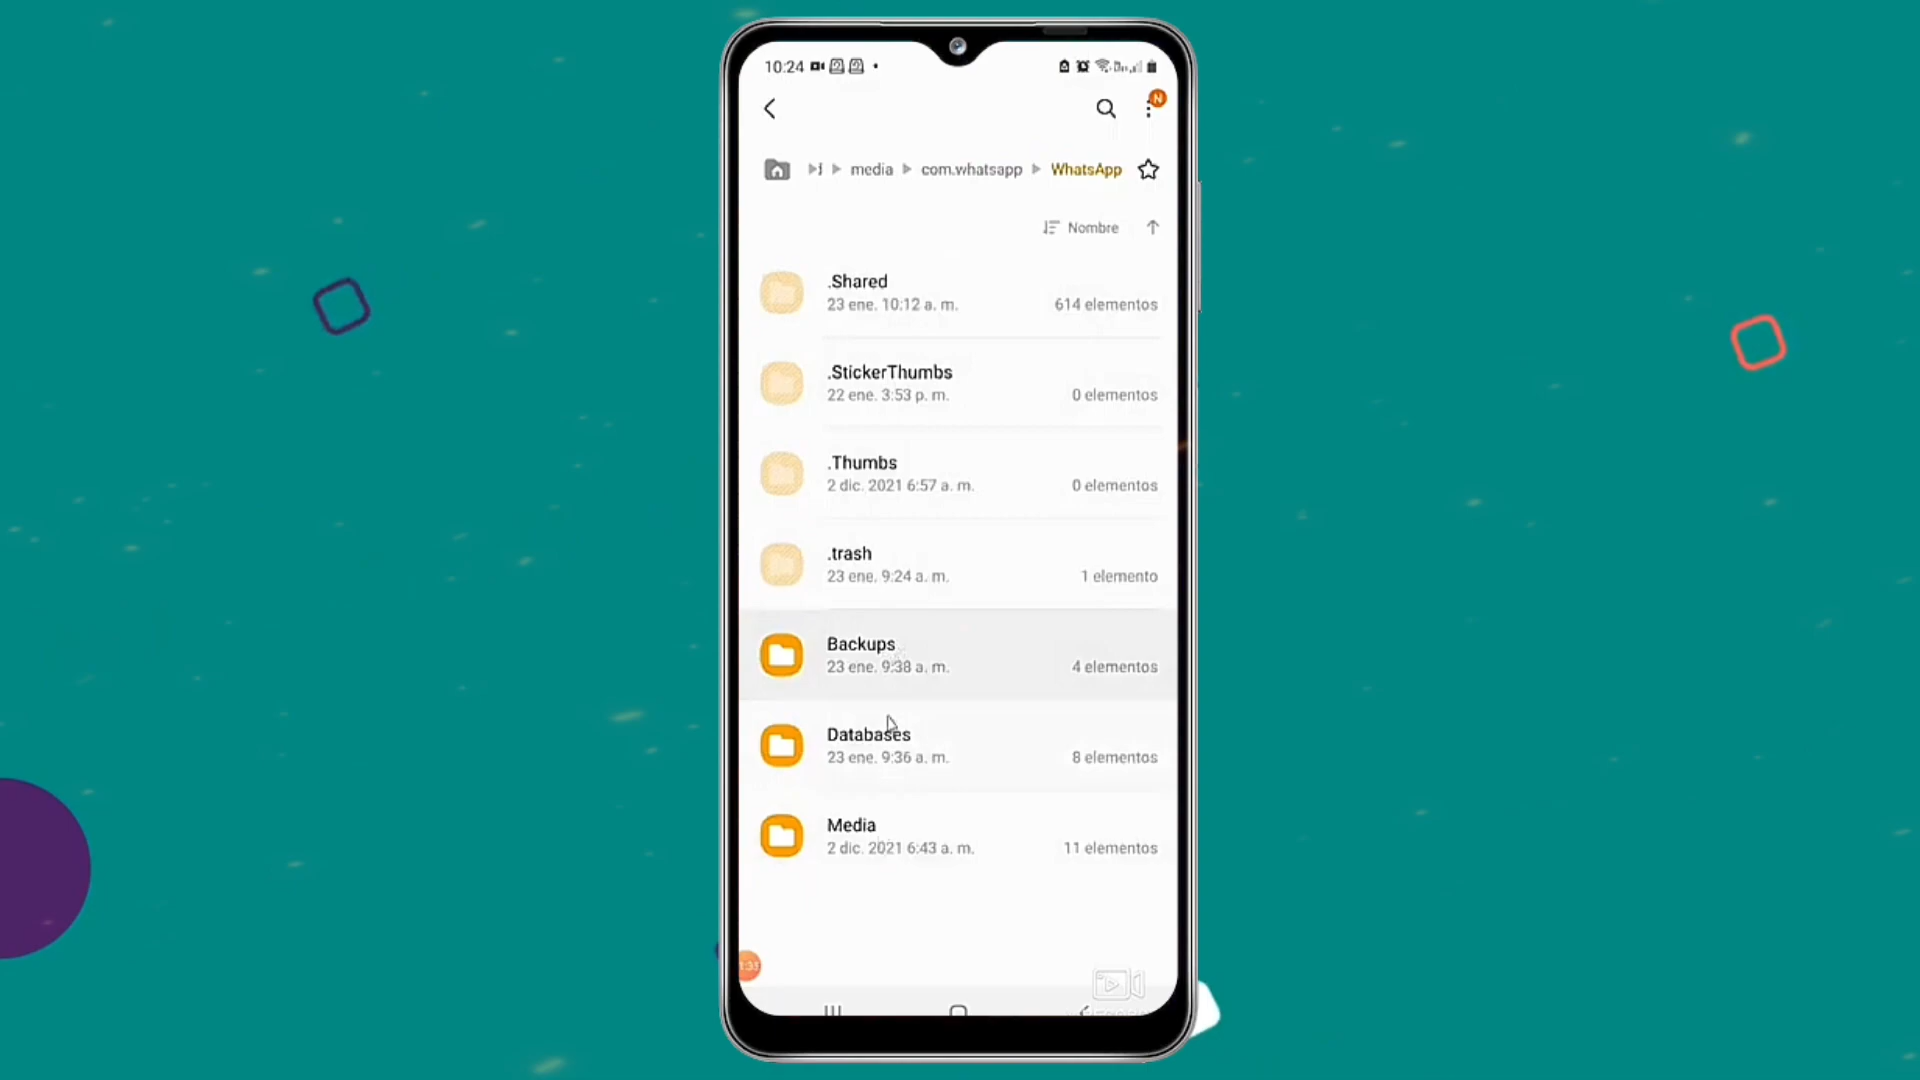 10:24
N
media com.whatsapp WhatsApp
Nombre
.Shared
23 ene. 10:12 a. m. 614 elementos
.StickerThumbs
22 ene. 3:53 p. m. 0 elementos
.Thumbs
2 dic. 2021 6:57 a. m. 0 elementos
.trash
23 ene. 9:24 a. m. 1 elemento
Backups
23 ene. 9:38 a. m. 4 elementos
Databases
23 ene. 9:36 a. m. 8 elementos
Media
2 dic. 2021 6:43 a. m. 11 elementos